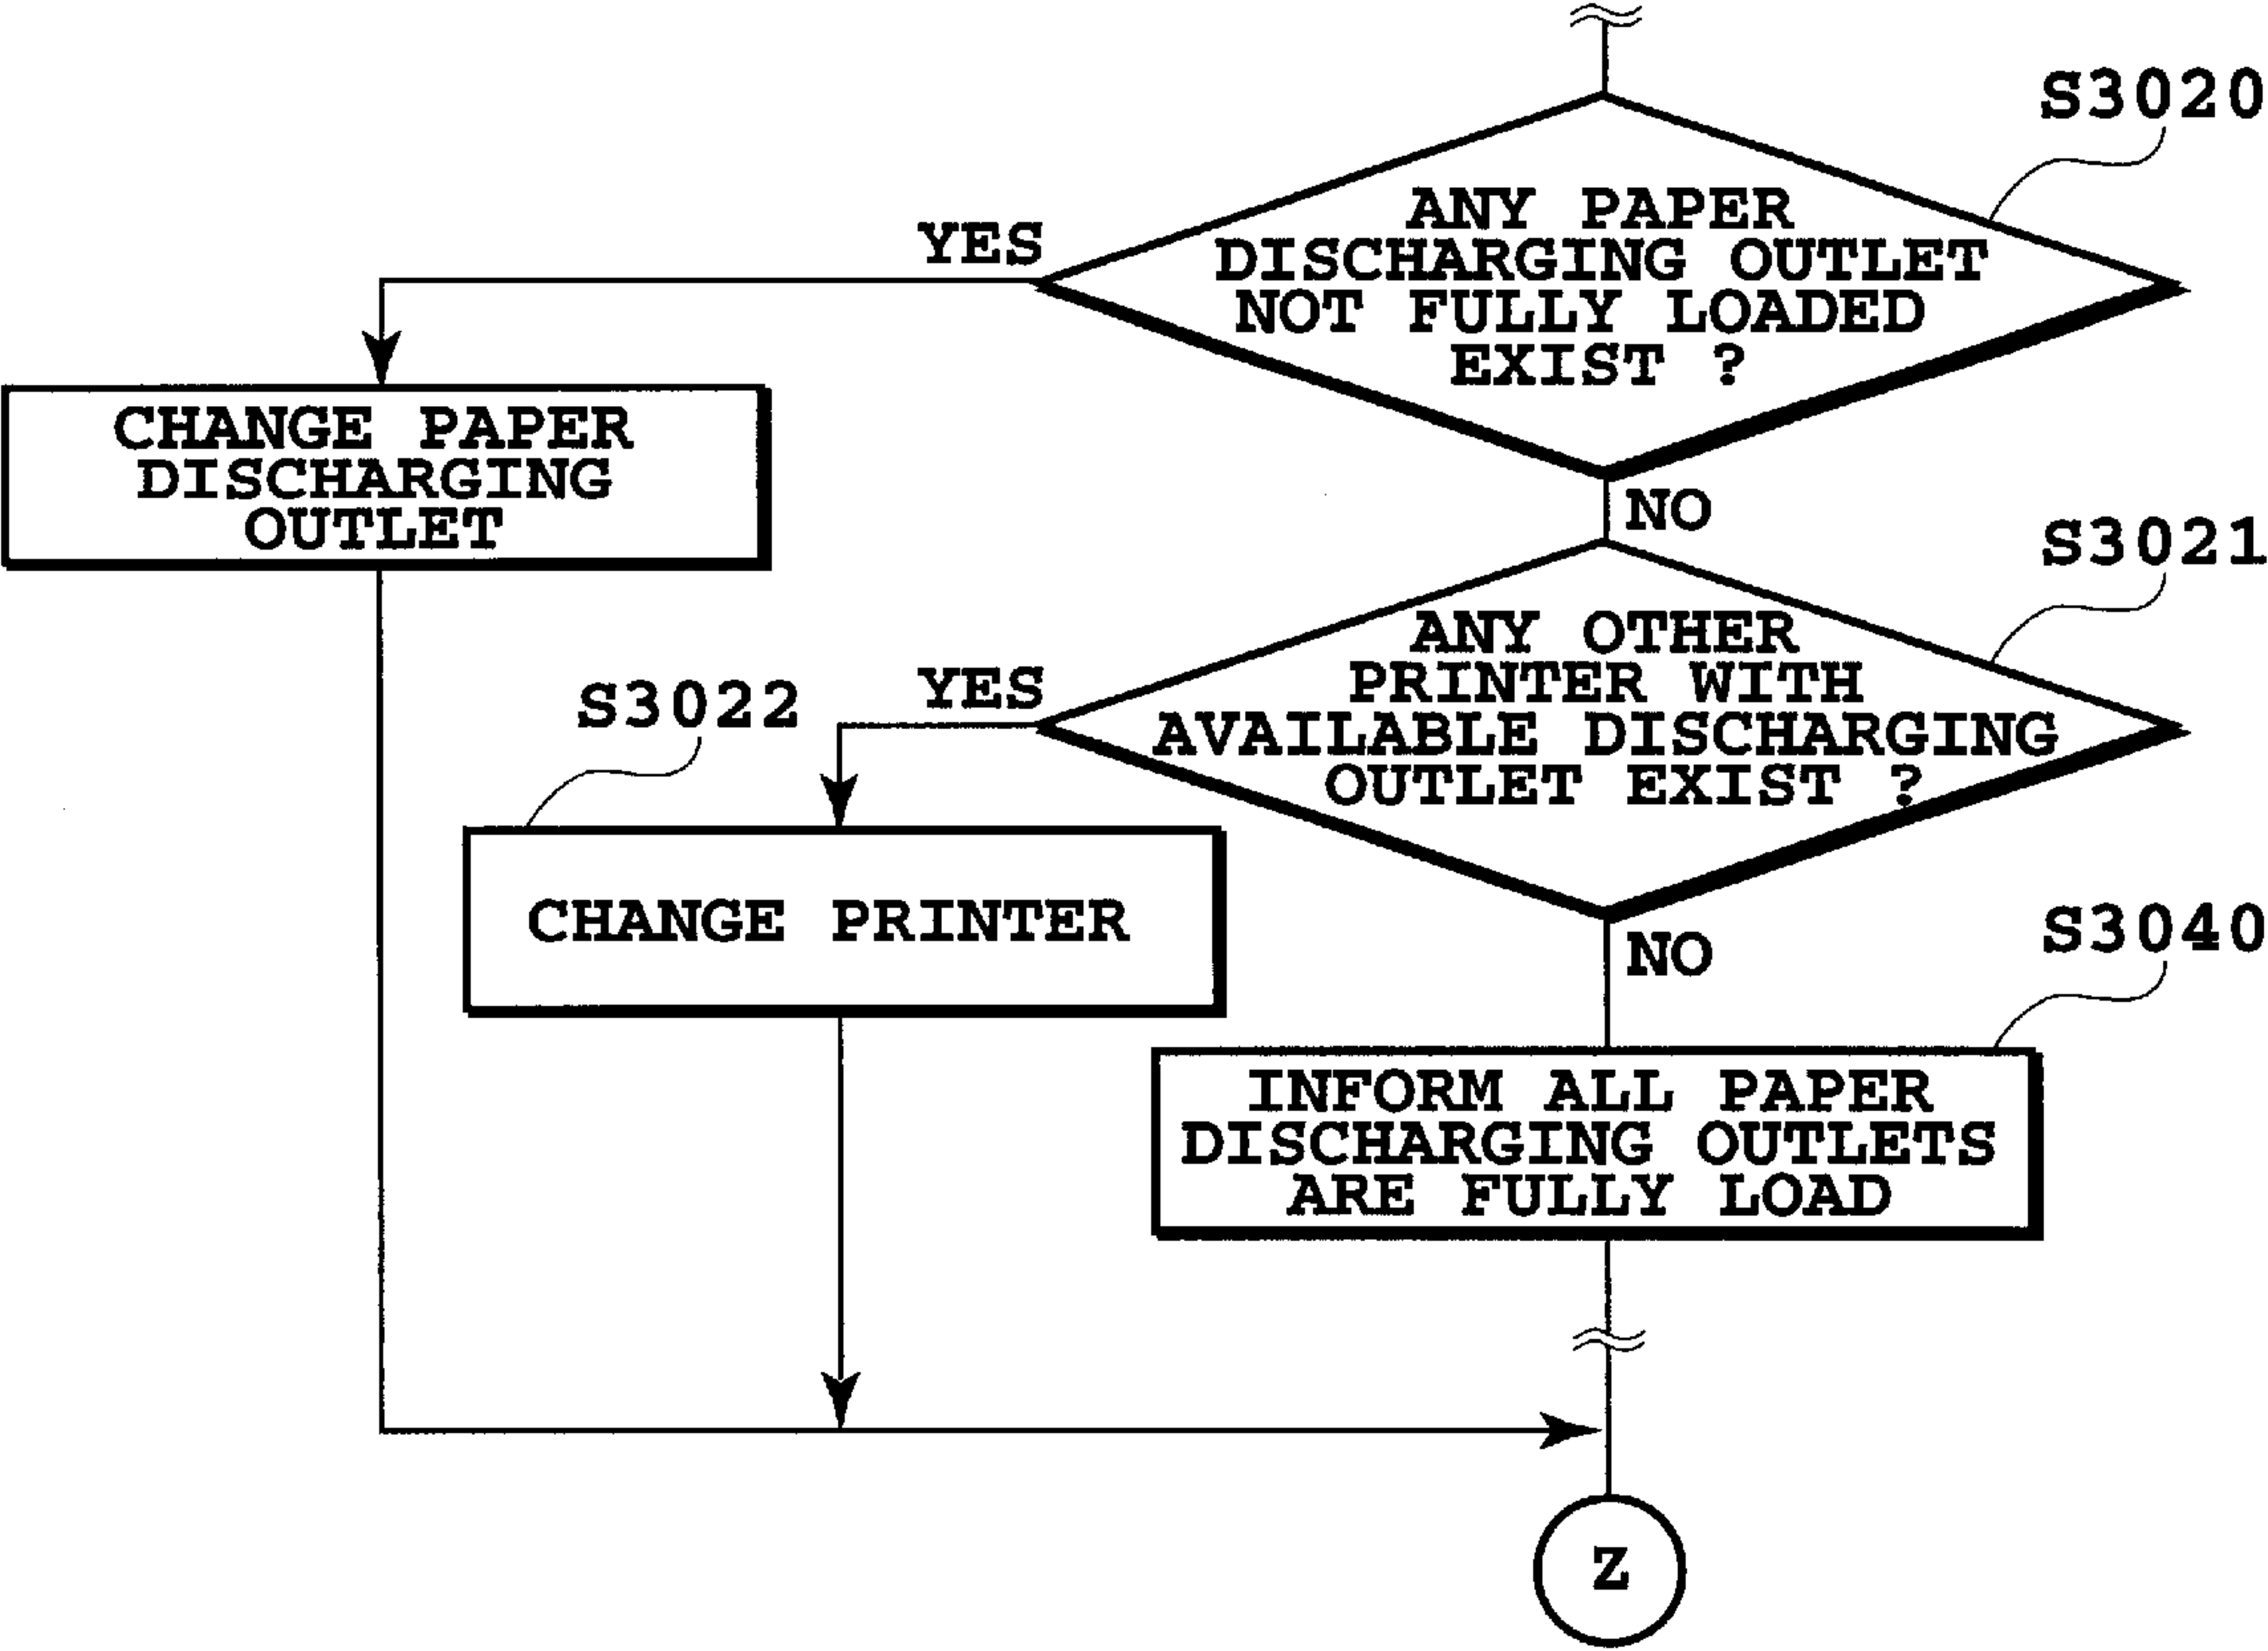 S3020
ANY PAPER
DISCHARGING OUTLET
NOT FULLY LOADED
EXIST ?
YES
CHANGE PAPER
DISCHARGING
OUTLET
NO
S3021
ANY OTHER
PRINTER WITH
AVAILABLE DISCHARGING
OUTLET EXIST ?
YES
S3022
CHANGE PRINTER
NO
S3040
INFORM ALL PAPER
DISCHARGING OUTLETS
ARE FULLY LOAD
Z